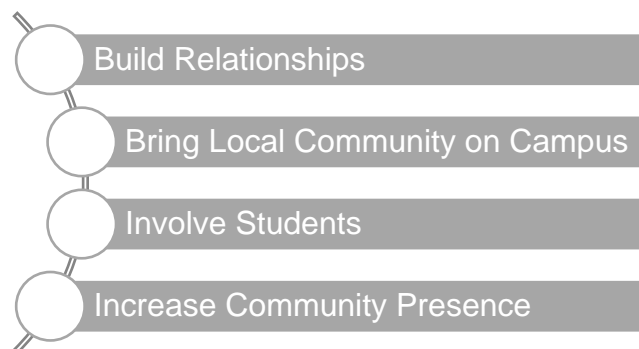 Build Relationships
Bring Local Community on Campus
Involve Students
Increase Community Presence